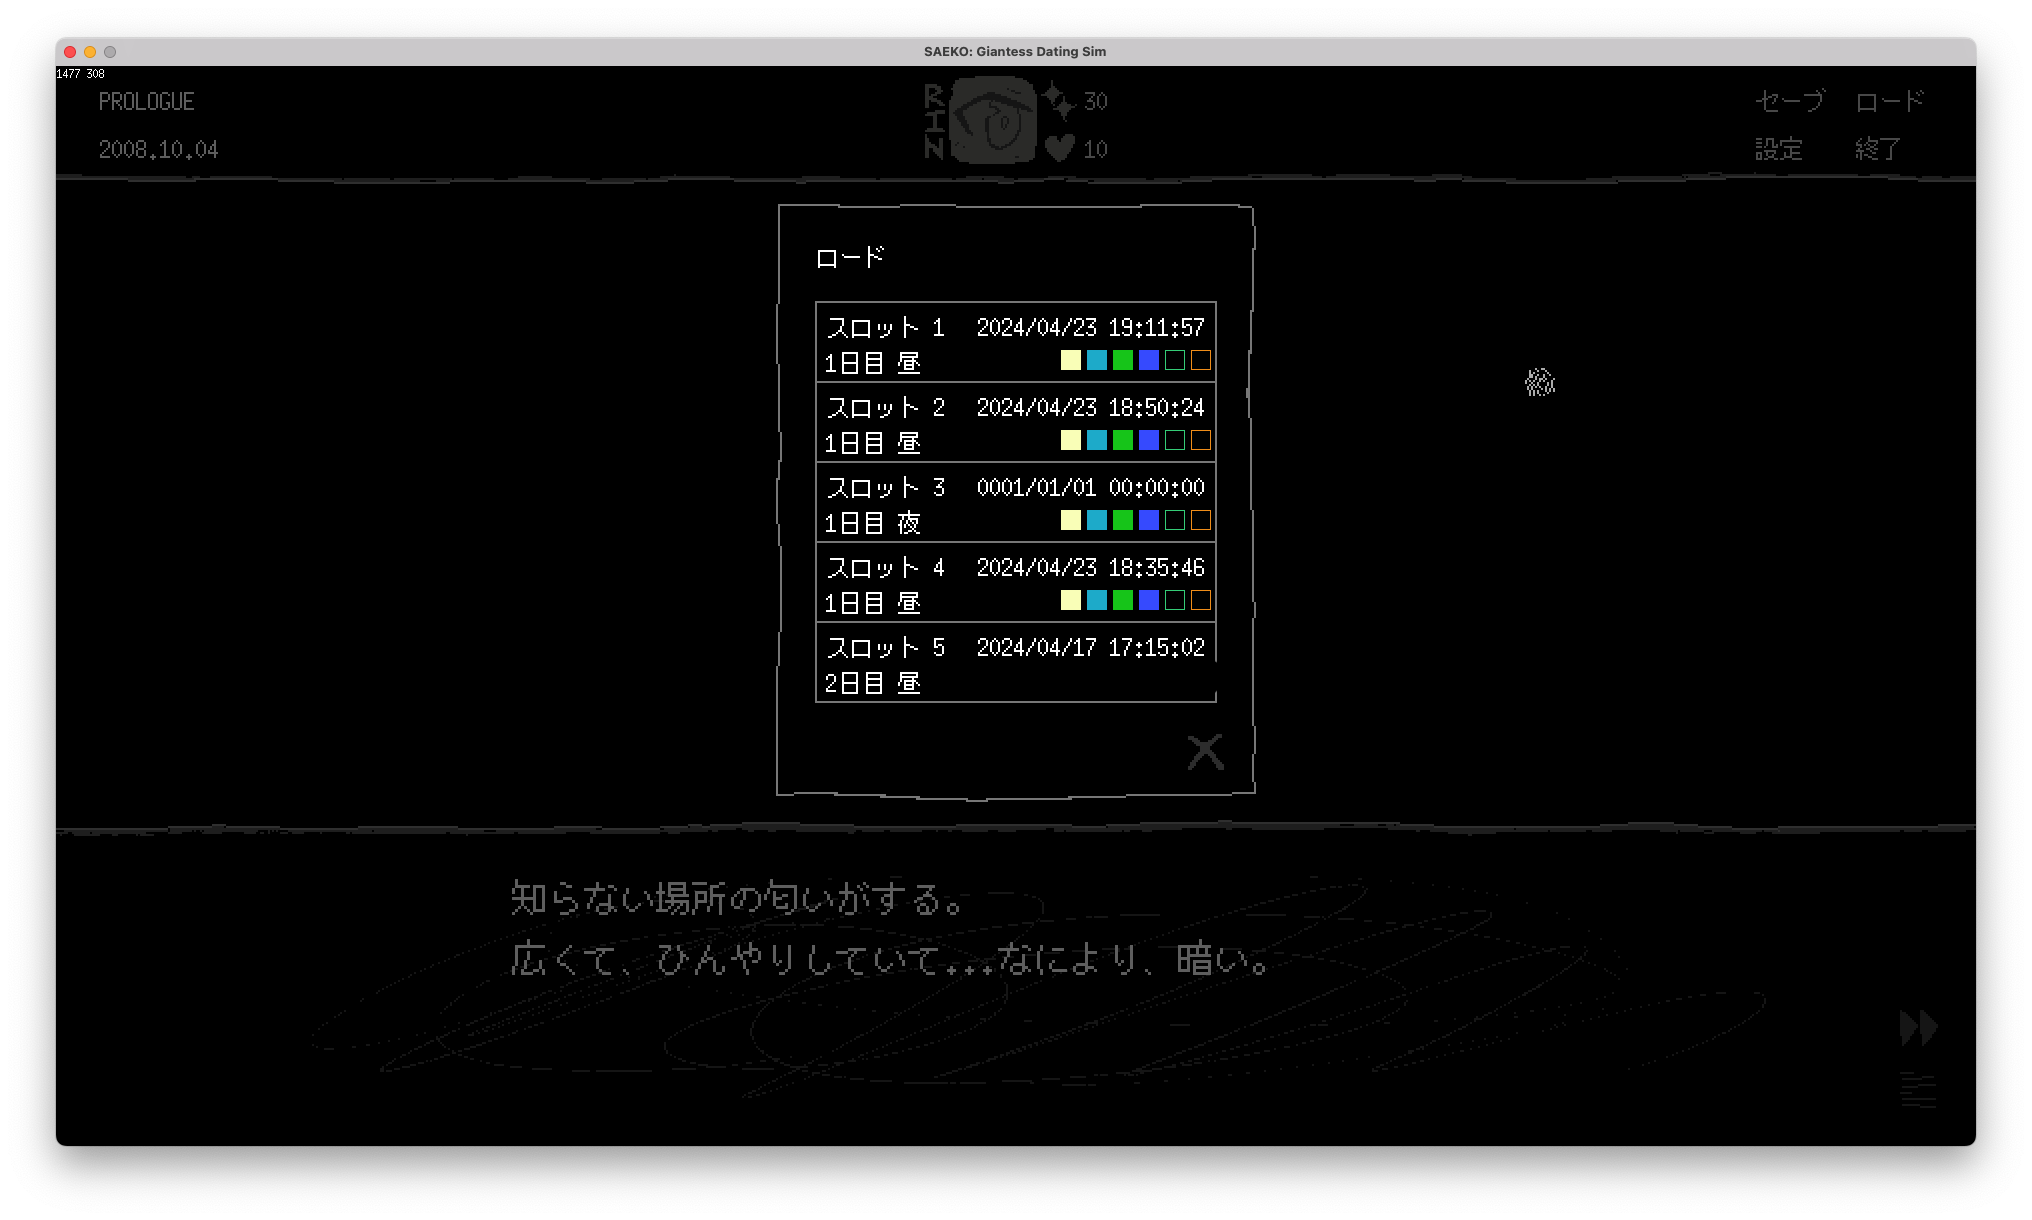 SAEKO: Giantess Dating Sim
1477 308
PROLOGUE
2008.10.04
RIN
30
10
セーブ ロード
設定 終了
ロード
スロット 1 2024/04/23 19:11:57
1日目 昼
スロット 2 2024/04/23 18:50:24
1日目 昼
スロット 3 0001/01/01 00:00:00
1日目 夜
スロット 4 2024/04/23 18:35:46
1日目 昼
スロット 5 2024/04/17 17:15:02
2日目 昼
知らない場所の匂いがする。
広くて、ひんやりしていて...なにより、暗い。